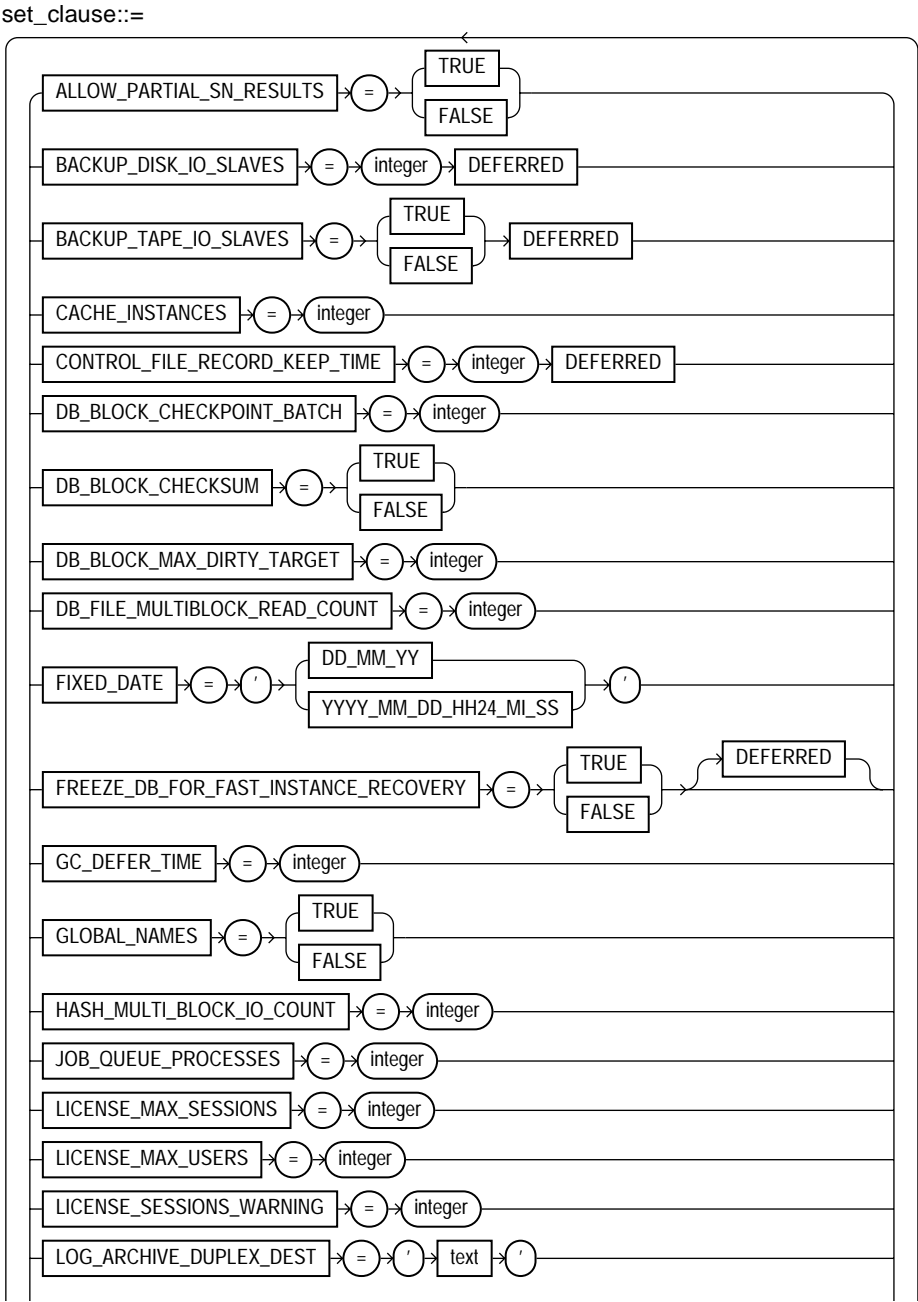 set_clause::=
ALLOW_PARTIAL_SN_RESULTS = TRUE FALSE
BACKUP_DISK_IO_SLAVES = integer DEFERRED
BACKUP_TAPE_IO_SLAVES = TRUE FALSE DEFERRED
CACHE_INSTANCES = integer
CONTROL_FILE_RECORD_KEEP_TIME = integer DEFERRED
DB_BLOCK_CHECKPOINT_BATCH = integer
DB_BLOCK_CHECKSUM = TRUE FALSE
DB_BLOCK_MAX_DIRTY_TARGET = integer
DB_FILE_MULTIBLOCK_READ_COUNT = integer
FIXED_DATE = ' DD_MM_YY YYYY_MM_DD_HH24_MI_SS '
FREEZE_DB_FOR_FAST_INSTANCE_RECOVERY = TRUE FALSE DEFERRED
GC_DEFER_TIME = integer
GLOBAL_NAMES = TRUE FALSE
HASH_MULTI_BLOCK_IO_COUNT = integer
JOB_QUEUE_PROCESSES = integer
LICENSE_MAX_SESSIONS = integer
LICENSE_MAX_USERS = integer
LICENSE_SESSIONS_WARNING = integer
LOG_ARCHIVE_DUPLEX_DEST = ' text '